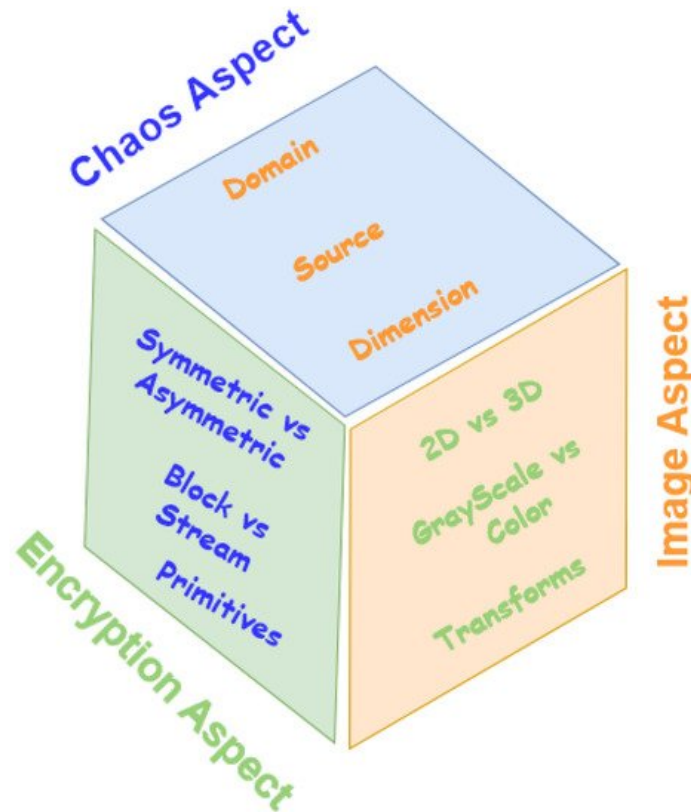 Chaos Aspect
Domain
Source
Dimension
Symmetric vs
Asymmetric
Block vs
Stream
Primitives
Encryption Aspect
2D vs 3D
GrayScale vs
Color
Transforms
Image Aspect